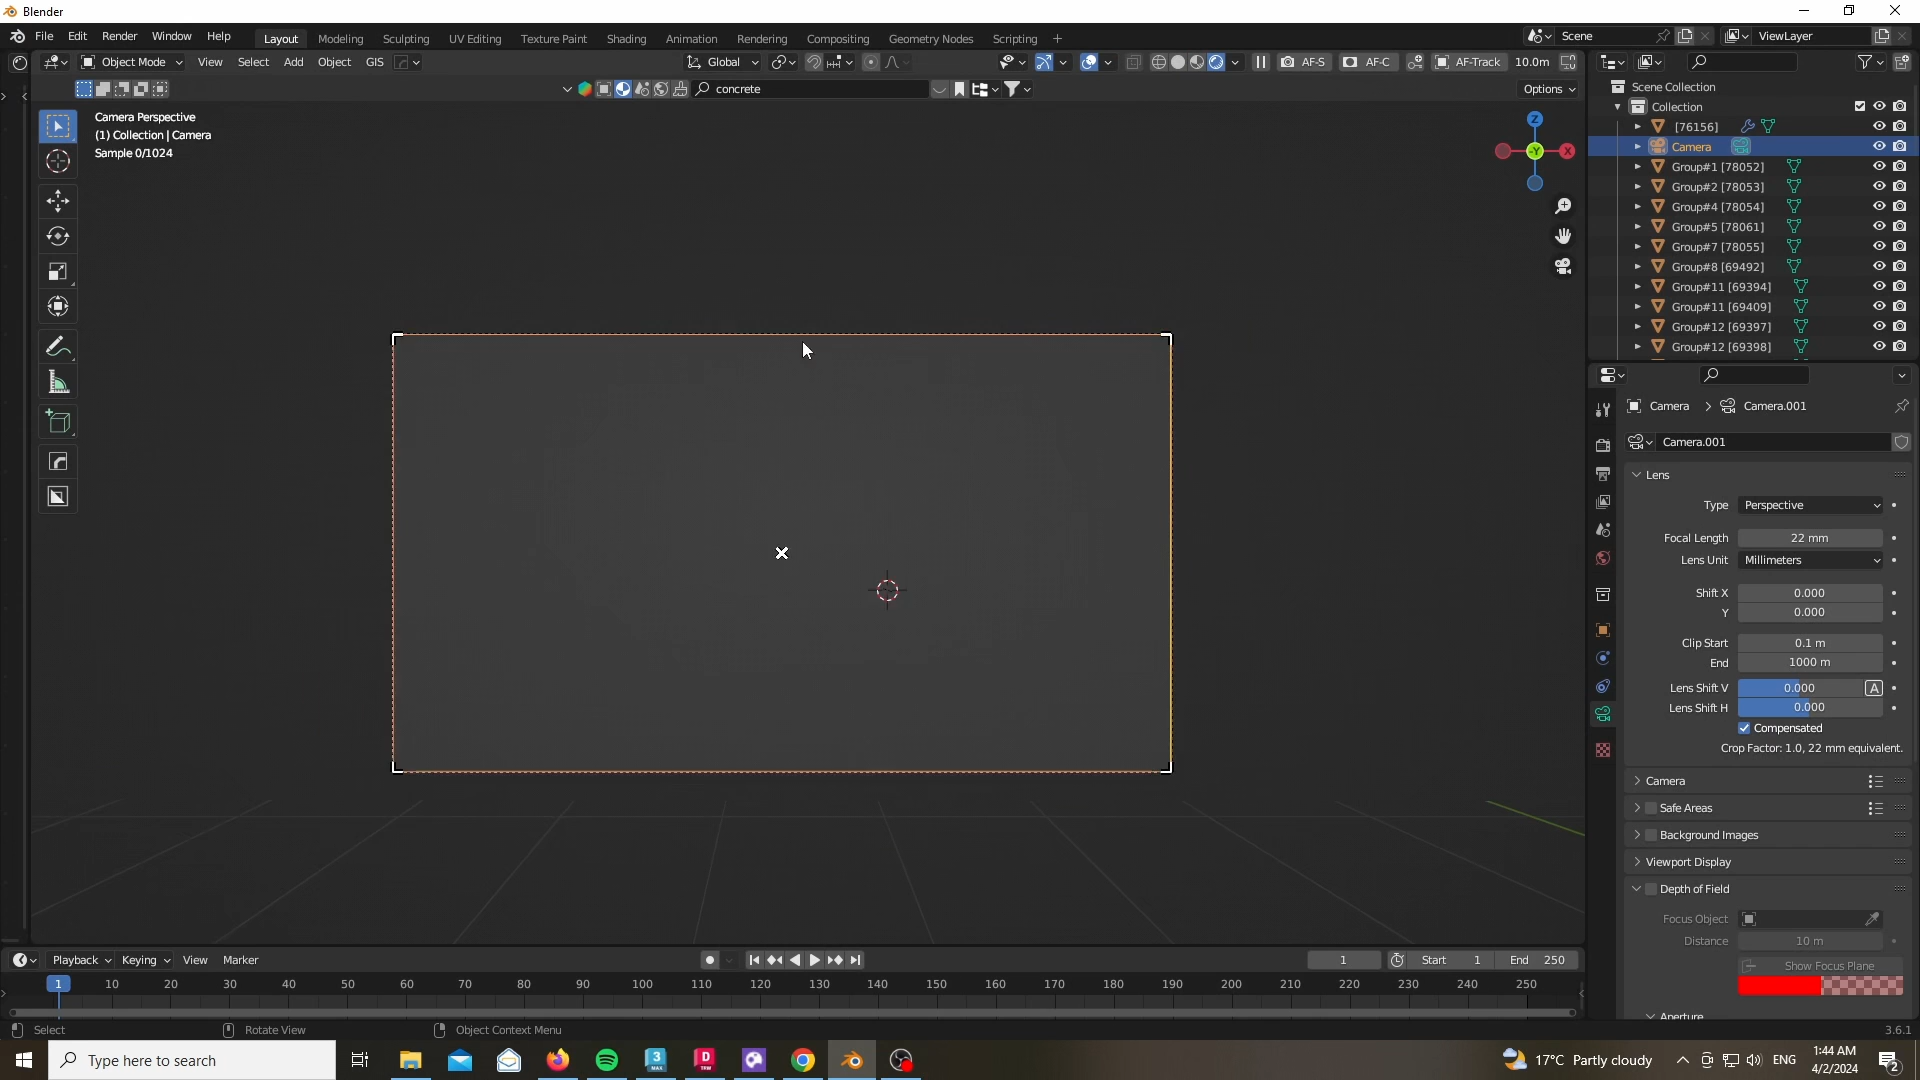 Blender
File Edit Render Window Help Layout Modeling Sculpting UV Editing Texture Paint Shading Animation Rendering Compositing Geometry Nodes Scripting + Scene ViewLayer
Object Mode View Select Add Object GIS Global AF-S AF-C AF-Track 10.0m
concrete Options
Camera Perspective
(1) Collection | Camera
Sample 0/1024
Z
-Y X
Scene Collection
Collection
[76156]
Camera
Group#1 [78052]
Group#2 [78053]
Group#4 [78054]
Group#5 [78061]
Group#7 [78055]
Group#8 [69492]
Group#11 [69394]
Group#11 [69409]
Group#12 [69397]
Group#12 [69398]
Camera > Camera.001
Camera.001
Lens
Type Perspective
Focal Length 22 mm
Lens Unit Millimeters
Shift X 0.000
Y 0.000
Clip Start 0.1 m
End 1000 m
Lens Shift V 0.000 A
Lens Shift H 0.000
Compensated
Crop Factor: 1.0, 22 mm equivalent.
Camera
Safe Areas
Background Images
Viewport Display
Depth of Field
Focus Object
Distance 10 m
Show Focus Plane
Aperture
Playback Keying View Marker 1 Start 1 End 250
1 10 20 30 40 50 60 70 80 90 100 110 120 130 140 150 160 170 180 190 200 210 220 230 240 250
Select Rotate View Object Context Menu 3.6.1
Type here to search 3 MAX D TRW 17°C Partly cloudy ENG 1:44 AM
4/2/2024 2